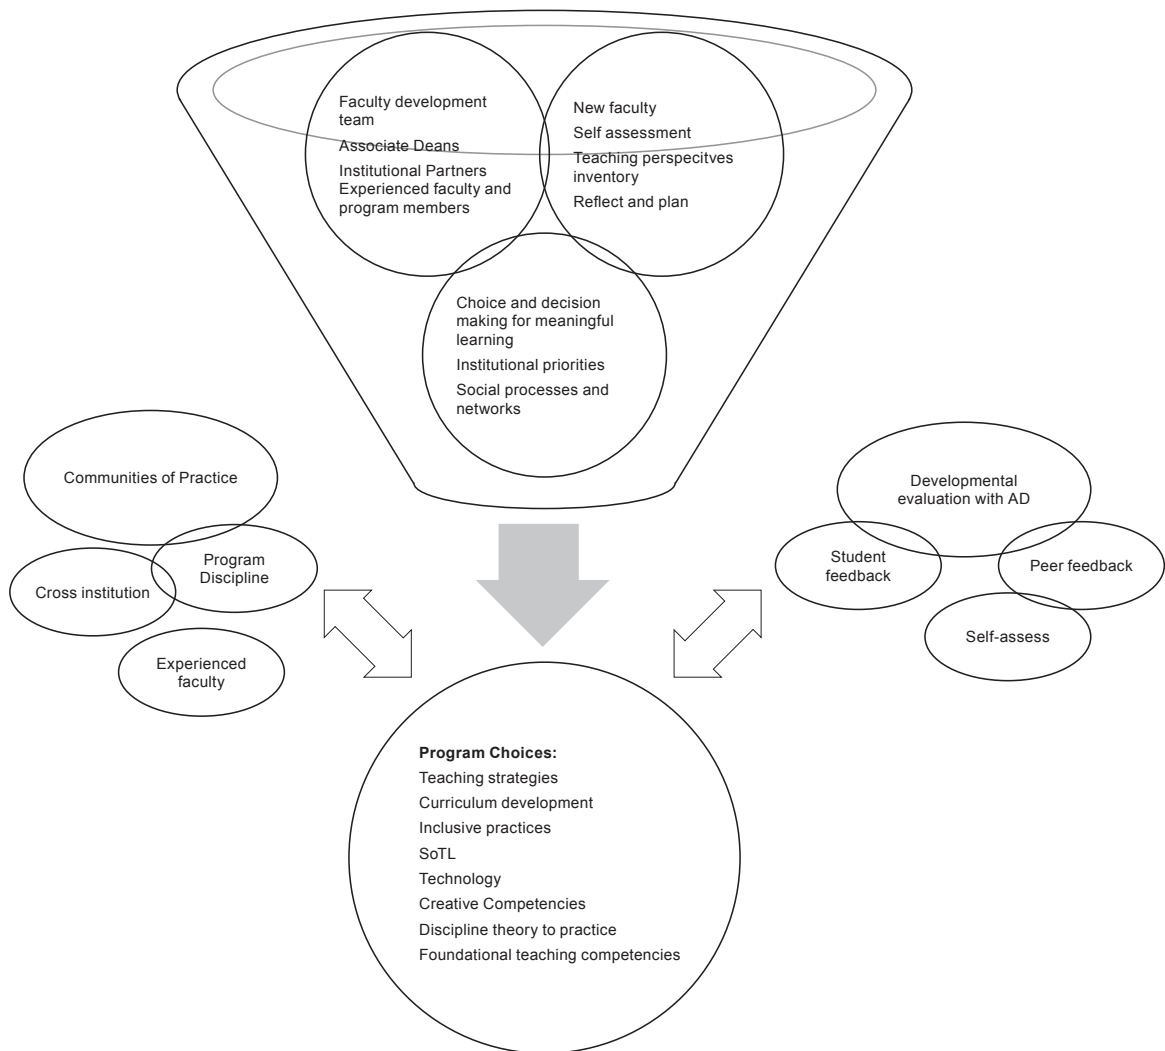 Faculty development
team
Associate Deans
Institutional Partners
Experienced faculty and
program members
New faculty
Self assessment
Teaching perspecitves
inventory
Reflect and plan
Choice and decision
making for meaningful
learning
Institutional priorities
Social processes and
networks
Communities of Practice
Program
Discipline
Cross institution
Experienced
faculty
Developmental
evaluation with AD
Student
feedback
Peer feedback
Self-assess
Program Choices:
Teaching strategies
Curriculum development
Inclusive practices
SoTL
Technology
Creative Competencies
Discipline theory to practice
Foundational teaching competencies